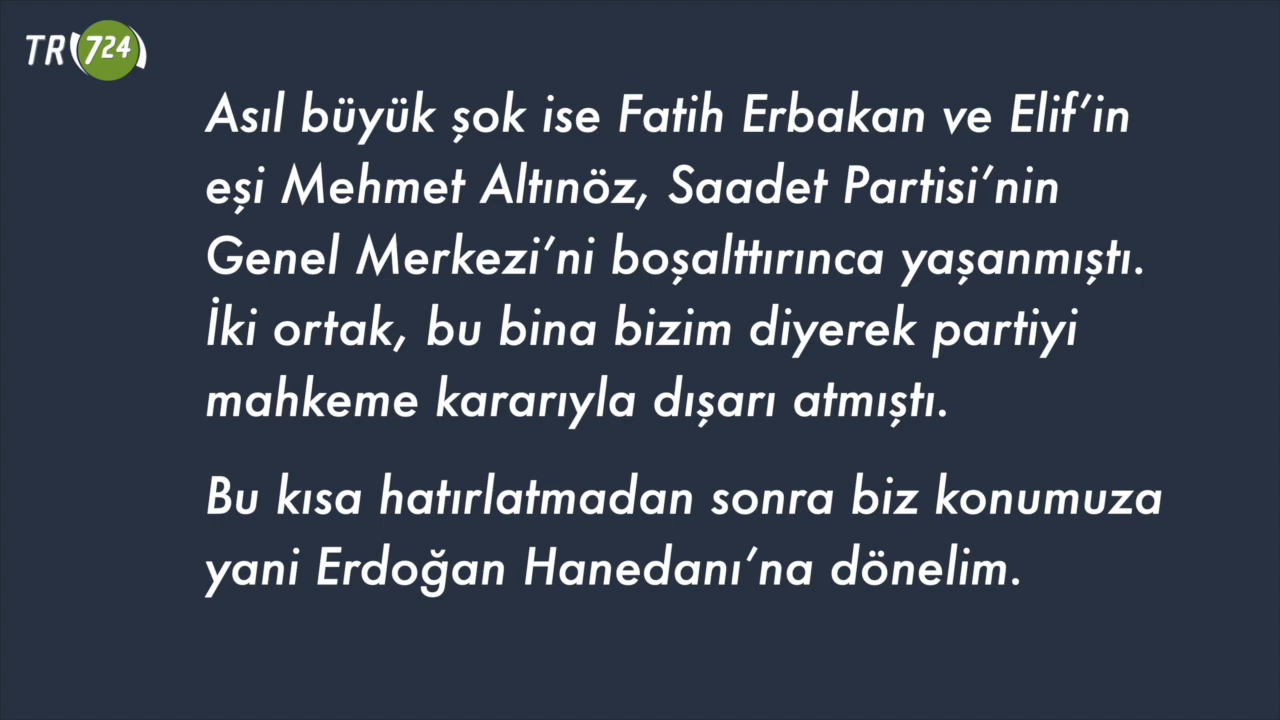 TR 724
Asıl büyük şok ise Fatih Erbakan ve Elif’in
eşi Mehmet Altınöz, Saadet Partisi’nin
Genel Merkezi’ni boşalttırınca yaşanmıştı.
İki ortak, bu bina bizim diyerek partiyi
mahkeme kararıyla dışarı atmıştı.
Bu kısa hatırlatmadan sonra biz konumuza
yani Erdoğan Hanedanı’na dönelim.